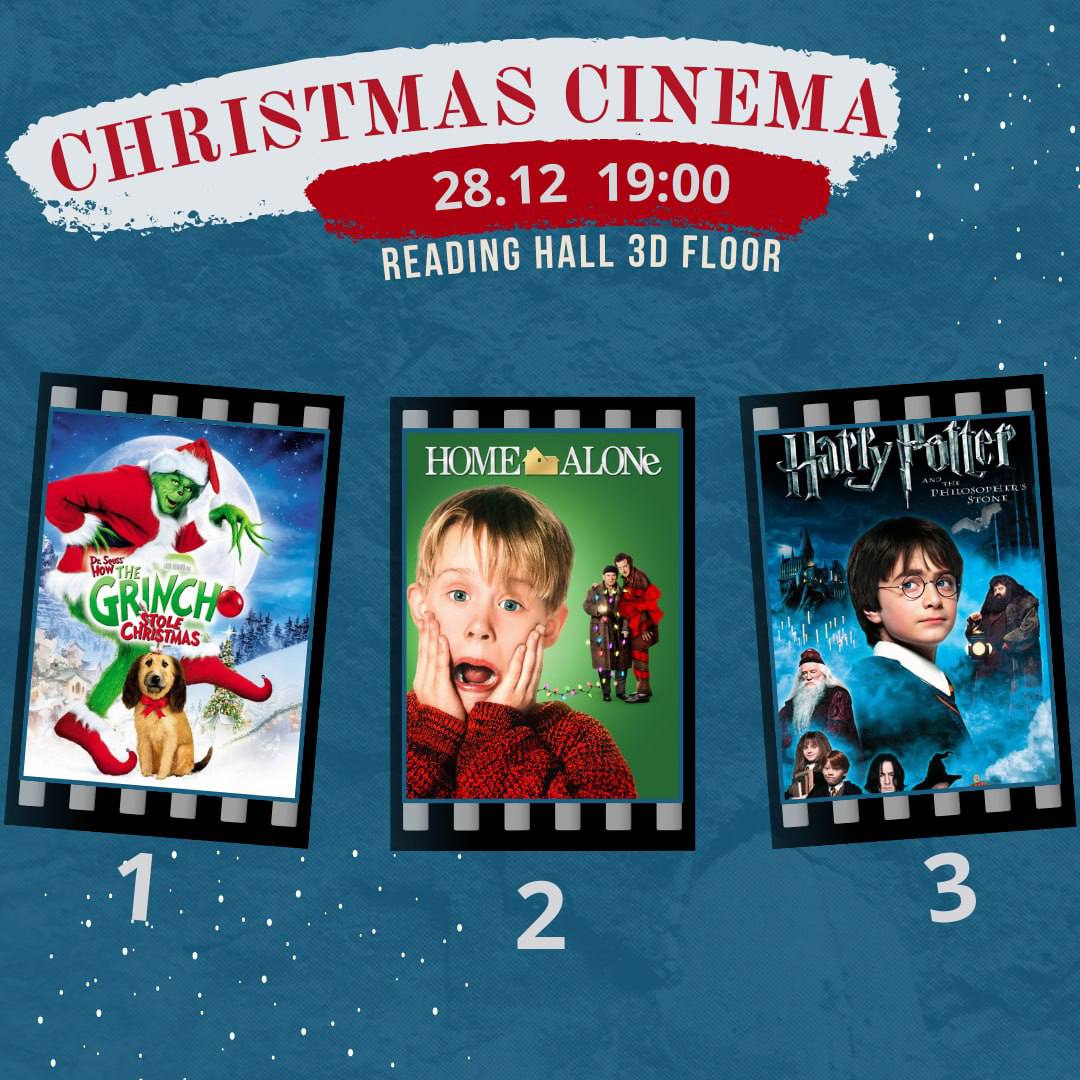 CHRISTMAS CINEMA
28.12 19:00
READING HALL 3D FLOOR
Dr. Seuss'
HOW THE
GRINCH
STOLE
CHRISTMAS
HOME ALONe
Harry Potter
AND THE
PHILOSOPHER'S
STONE
1
2
3